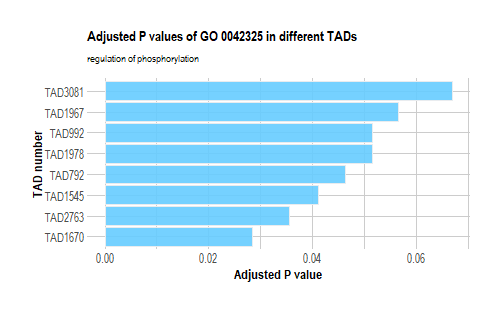 Adjusted P values of GO 0042325 in different TADs
regulation of phosphorylation
TAD number
TAD3081
TAD1967
TAD992
TAD1978
TAD792
TAD1545
TAD2763
TAD1670
0.00 0.02 0.04 0.06
Adjusted P value